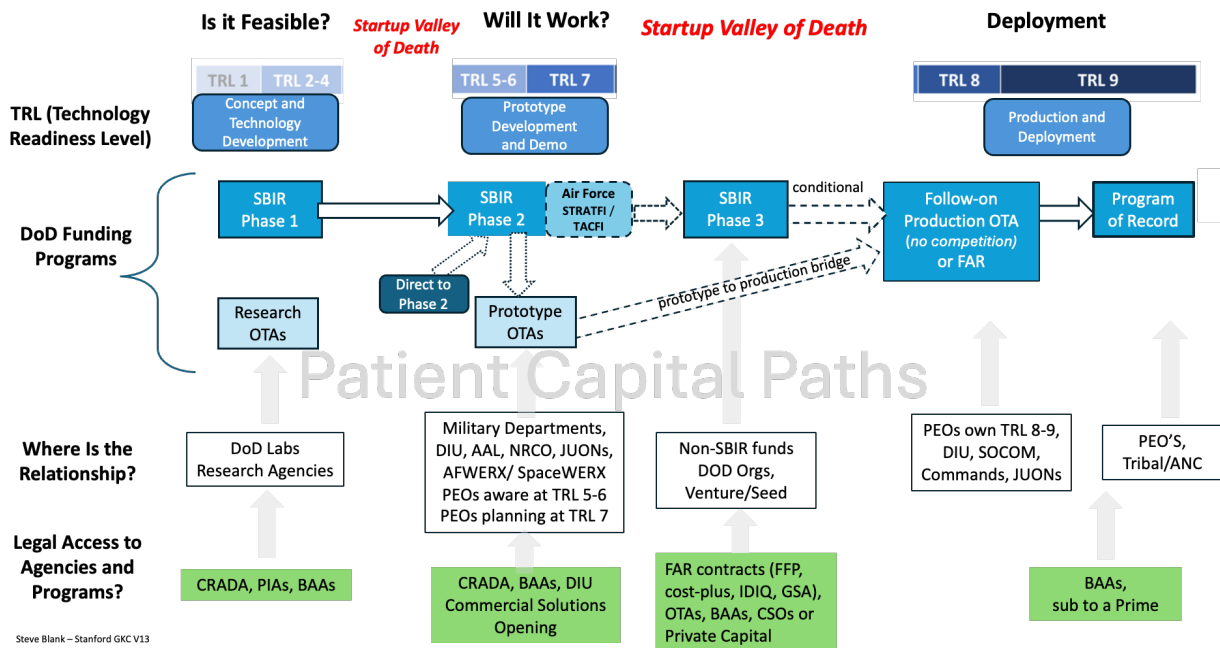 Is it Feasible?
Startup Valley
of Death
Will It Work?
Startup Valley of Death
Deployment
TRL (Technology
Readiness Level)
TRL 1
TRL 2-4
Concept and
Technology
Development
TRL 5-6
TRL 7
Prototype
Development
and Demo
TRL 8
TRL 9
Production and
Deployment
DoD Funding
Programs
SBIR
Phase 1
SBIR
Phase 2
Air Force
STRATFI /
TACFI
SBIR
Phase 3
conditional
Follow-on
Production OTA
(no competition)
or FAR
Program
of Record
Direct to
Phase 2
Research
OTAs
Prototype
OTAs
prototype to production bridge
Patient Capital Paths
Where Is the
Relationship?
DoD Labs
Research Agencies
Military Departments,
DIU, AAL, NRCO, JUONs,
AFWERX/ SpaceWERX
PEOs aware at TRL 5-6
PEOs planning at TRL 7
Non-SBIR funds
DOD Orgs,
Venture/Seed
PEOs own TRL 8-9,
DIU, SOCOM,
Commands, JUONs
PEO'S,
Tribal/ANC
Legal Access to
Agencies and
Programs?
CRADA, PIAs, BAAs
CRADA, BAAs, DIU
Commercial Solutions
Opening
FAR contracts (FFP,
cost-plus, IDIQ, GSA),
OTAs, BAAs, CSOs or
Private Capital
BAAs,
sub to a Prime
Steve Blank – Stanford GKC V13